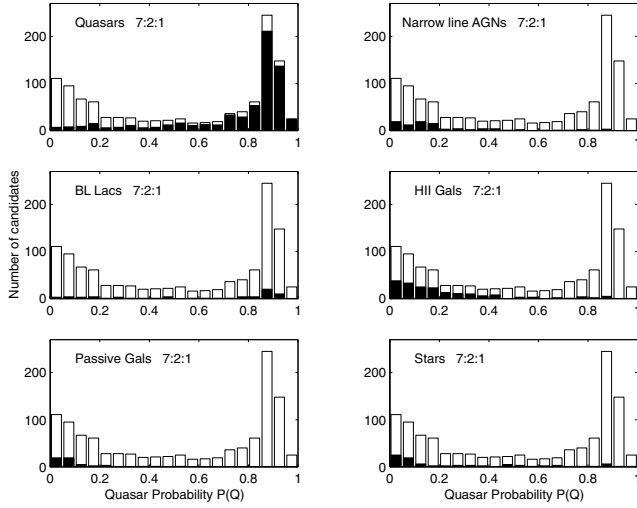 Quasars 7:2:1
200
100
0
0 0.2 0.4 0.6 0.8 1
Narrow line AGNs 7:2:1
200
100
0
0 0.2 0.4 0.6 0.8 1
Number of candidates
BL Lacs 7:2:1
200
100
0
0 0.2 0.4 0.6 0.8 1
HII Gals 7:2:1
200
100
0
0 0.2 0.4 0.6 0.8 1
Passive Gals 7:2:1
200
100
0
0 0.2 0.4 0.6 0.8 1
Quasar Probability P(Q)
Stars 7:2:1
200
100
0
0 0.2 0.4 0.6 0.8 1
Quasar Probability P(Q)